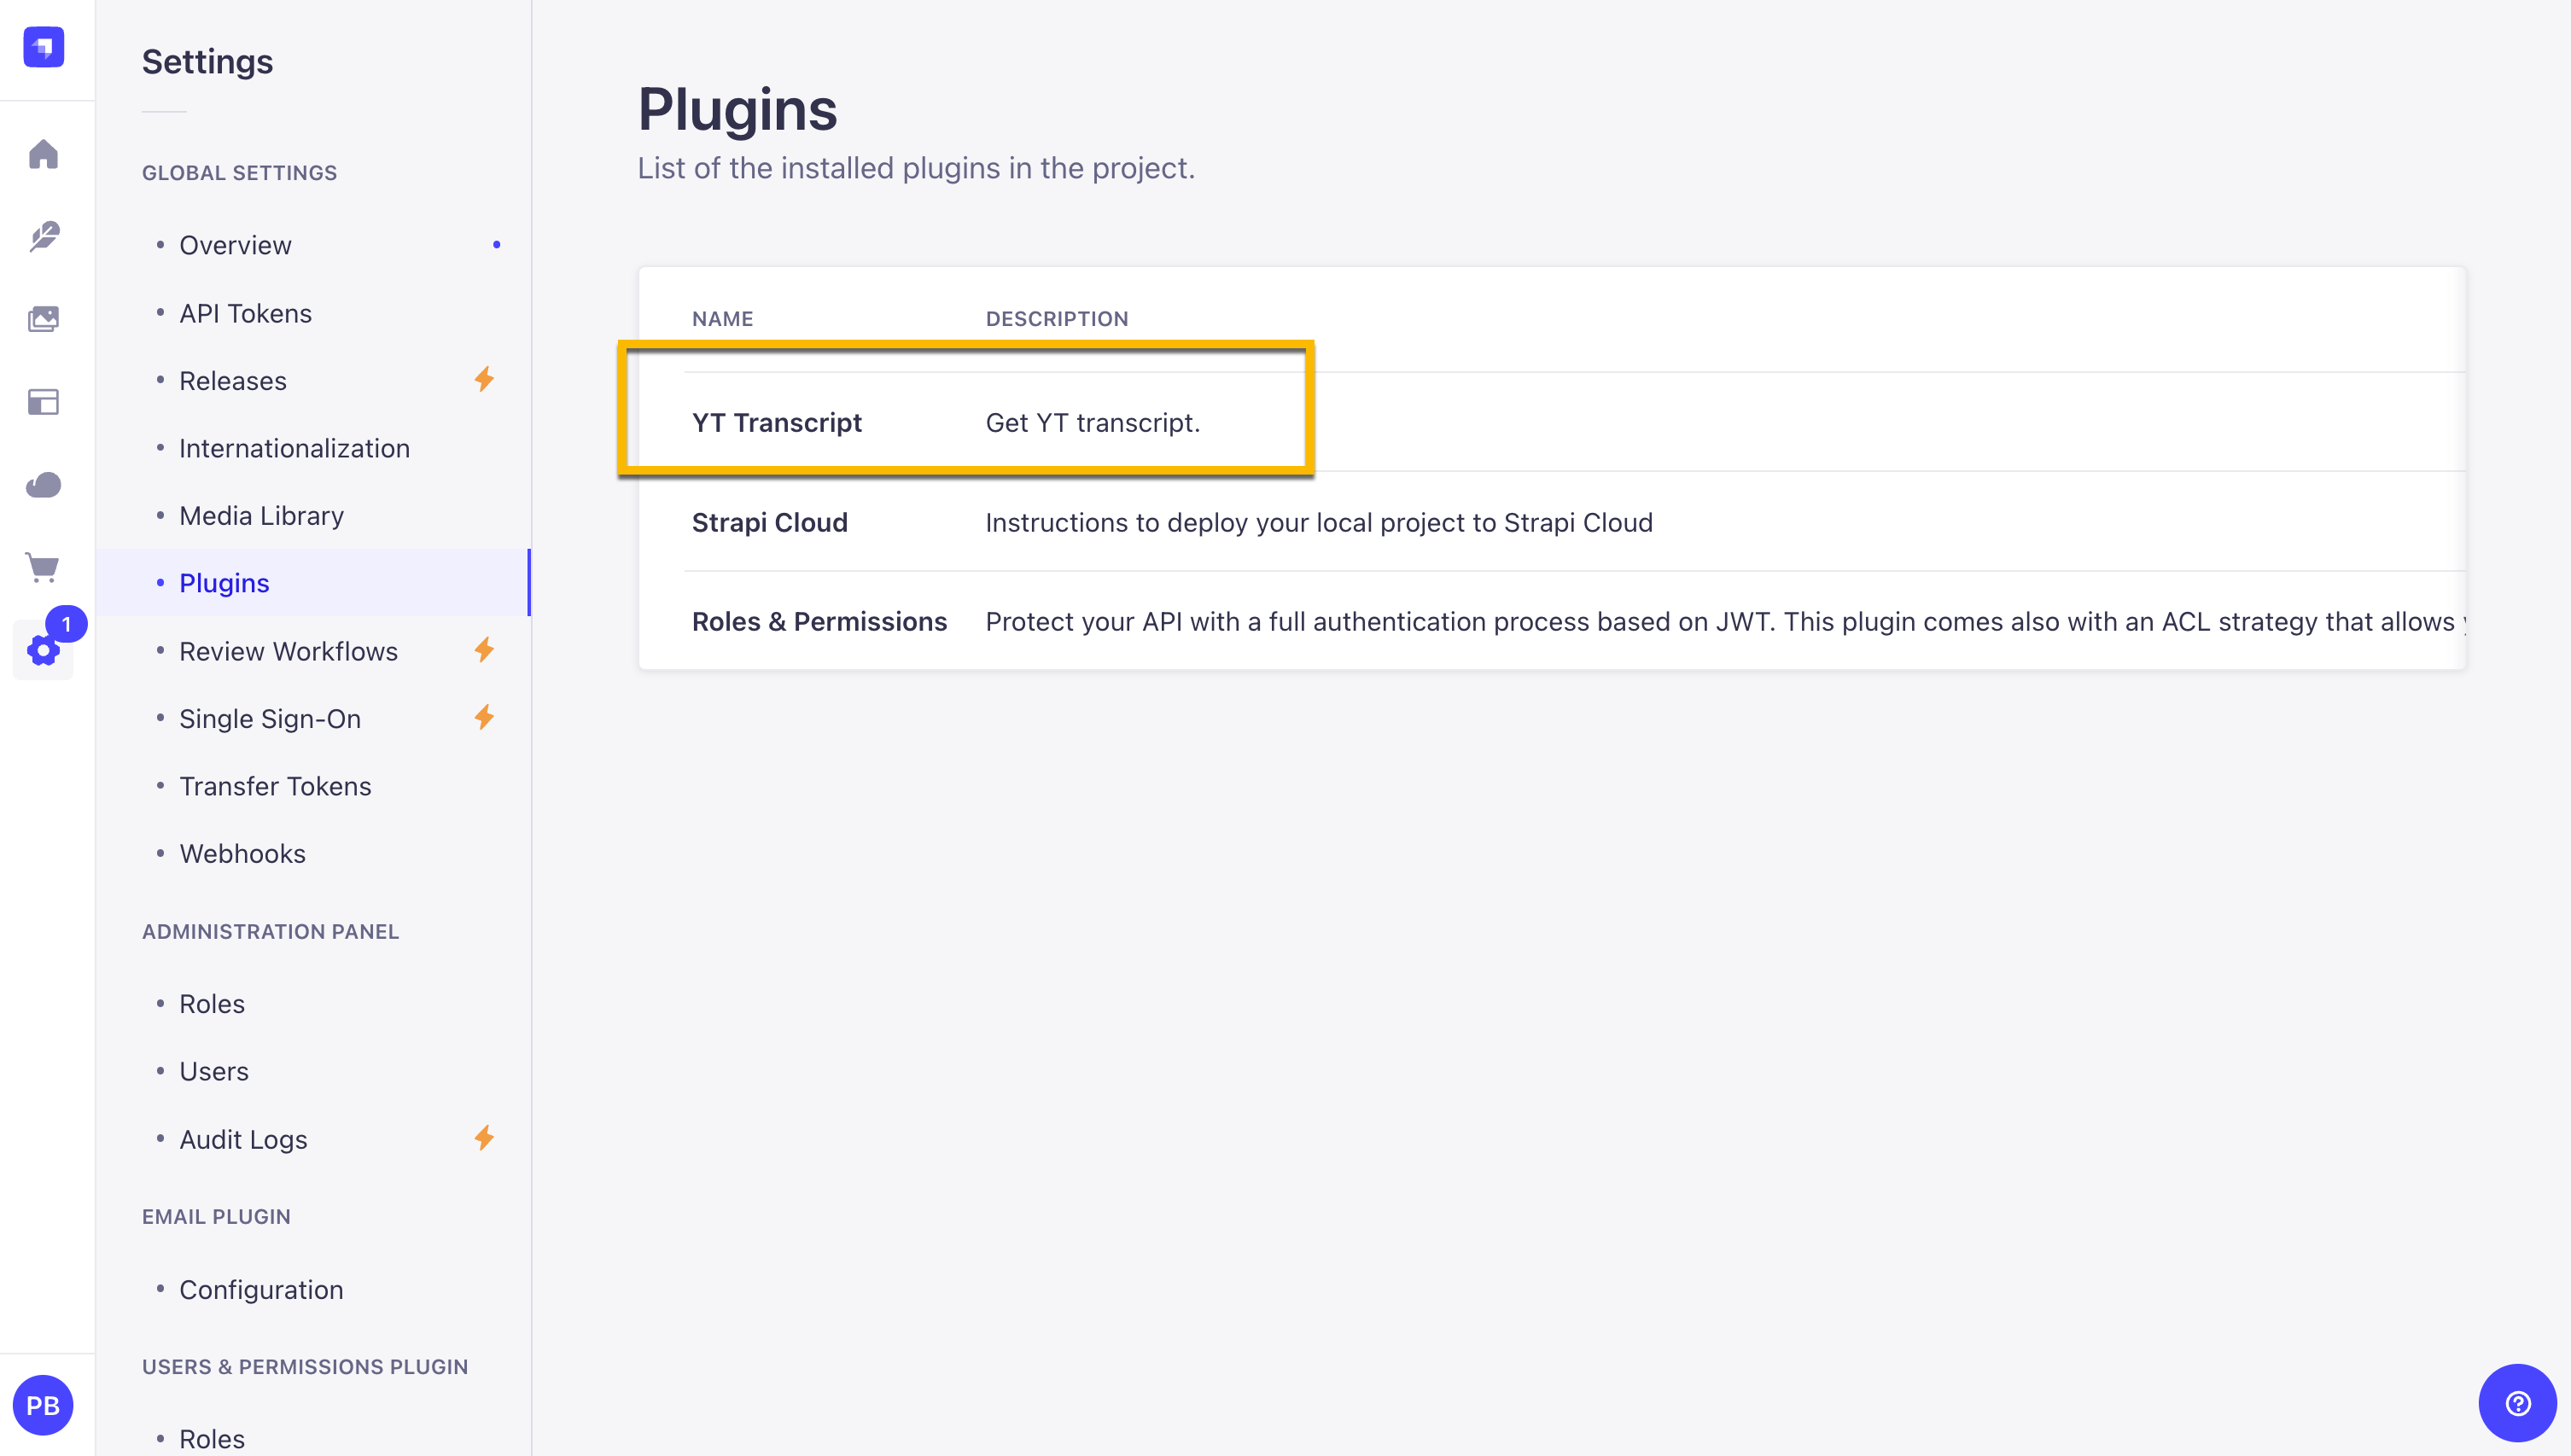 Settings
GLOBAL SETTINGS
Overview
API Tokens
Releases
Internationalization
Media Library
Plugins
Review Workflows
Single Sign-On
Transfer Tokens
Webhooks
ADMINISTRATION PANEL
Roles
Users
Audit Logs
EMAIL PLUGIN
Configuration
USERS & PERMISSIONS PLUGIN
Roles
1
PB
Plugins
List of the installed plugins in the project.
NAME DESCRIPTION
YT Transcript Get YT transcript.
Strapi Cloud Instructions to deploy your local project to Strapi Cloud
Roles & Permissions Protect your API with a full authentication process based on JWT. This plugin comes also with an ACL strategy that allows
?